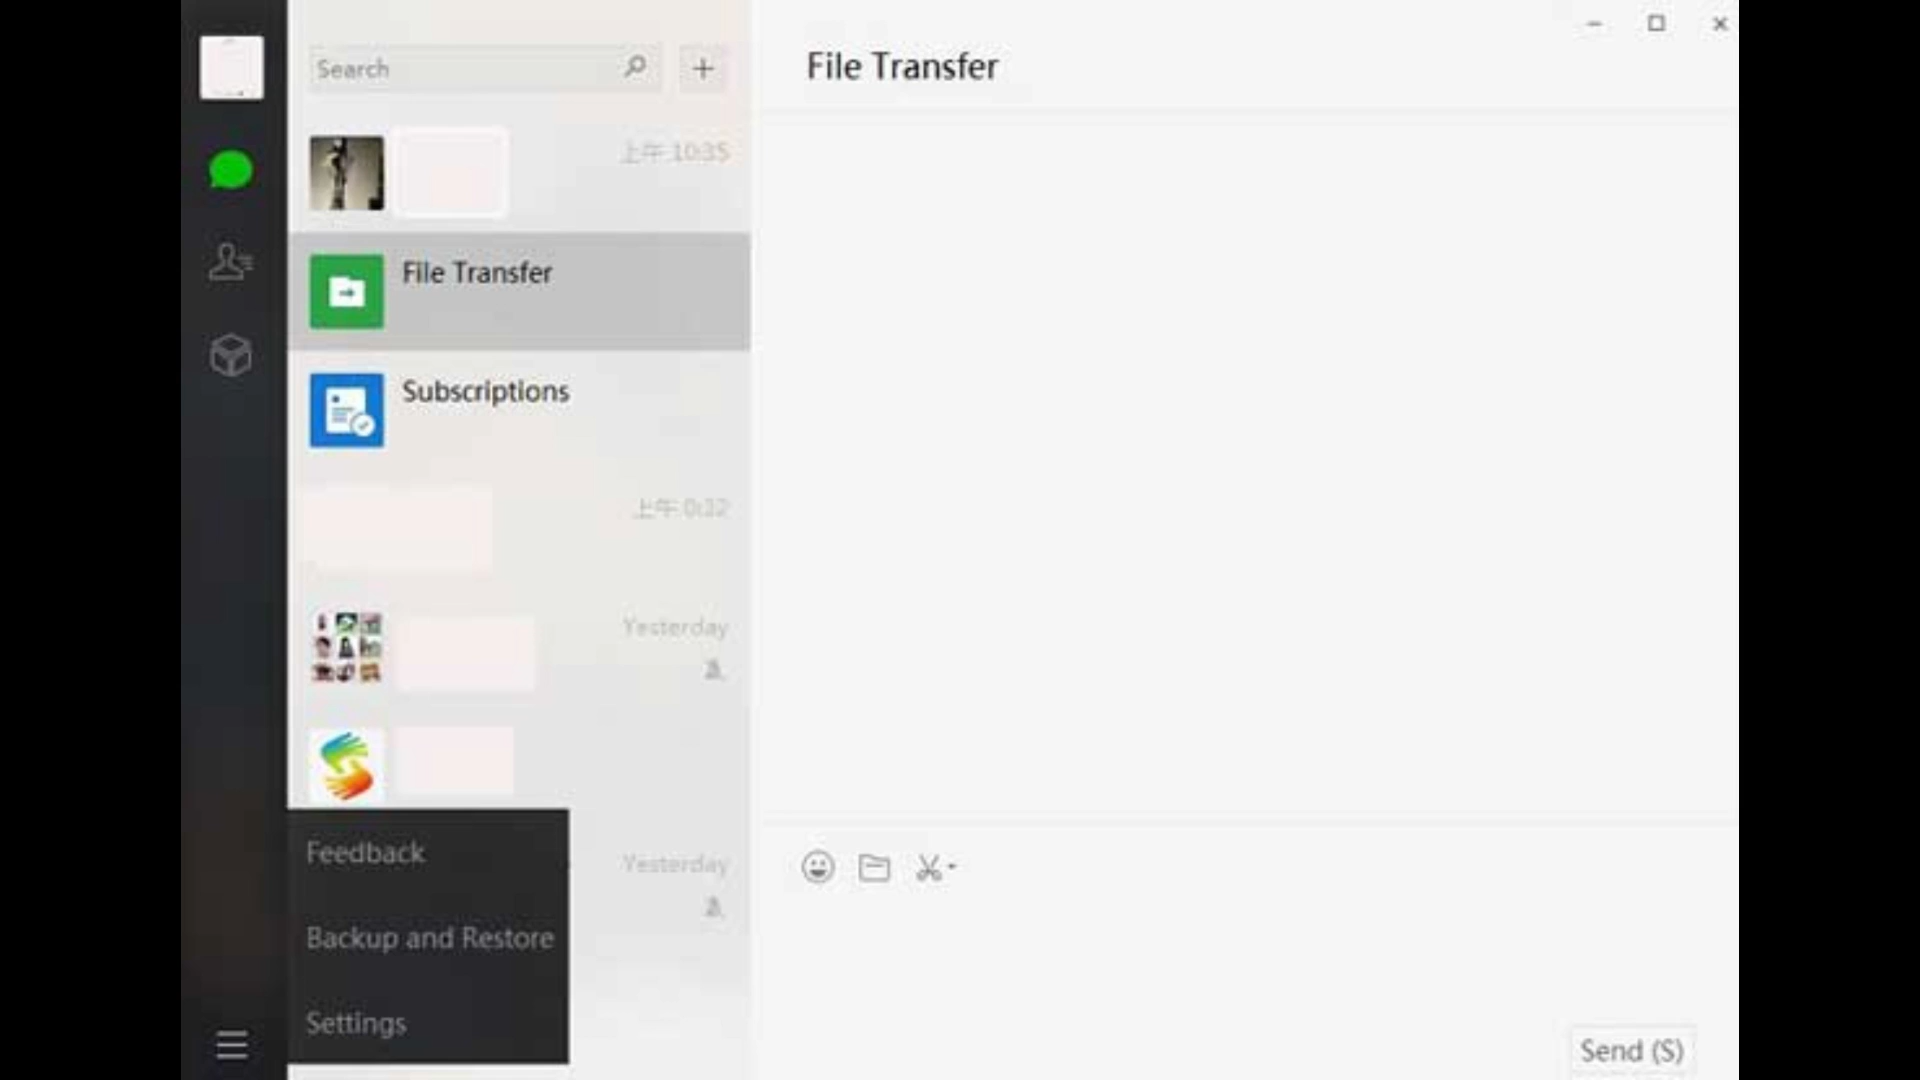 Search
+
File Transfer
上午 10:35
File Transfer
Subscriptions
上午 0:32
Yesterday
Yesterday
Feedback
Backup and Restore
Settings
Send (S)